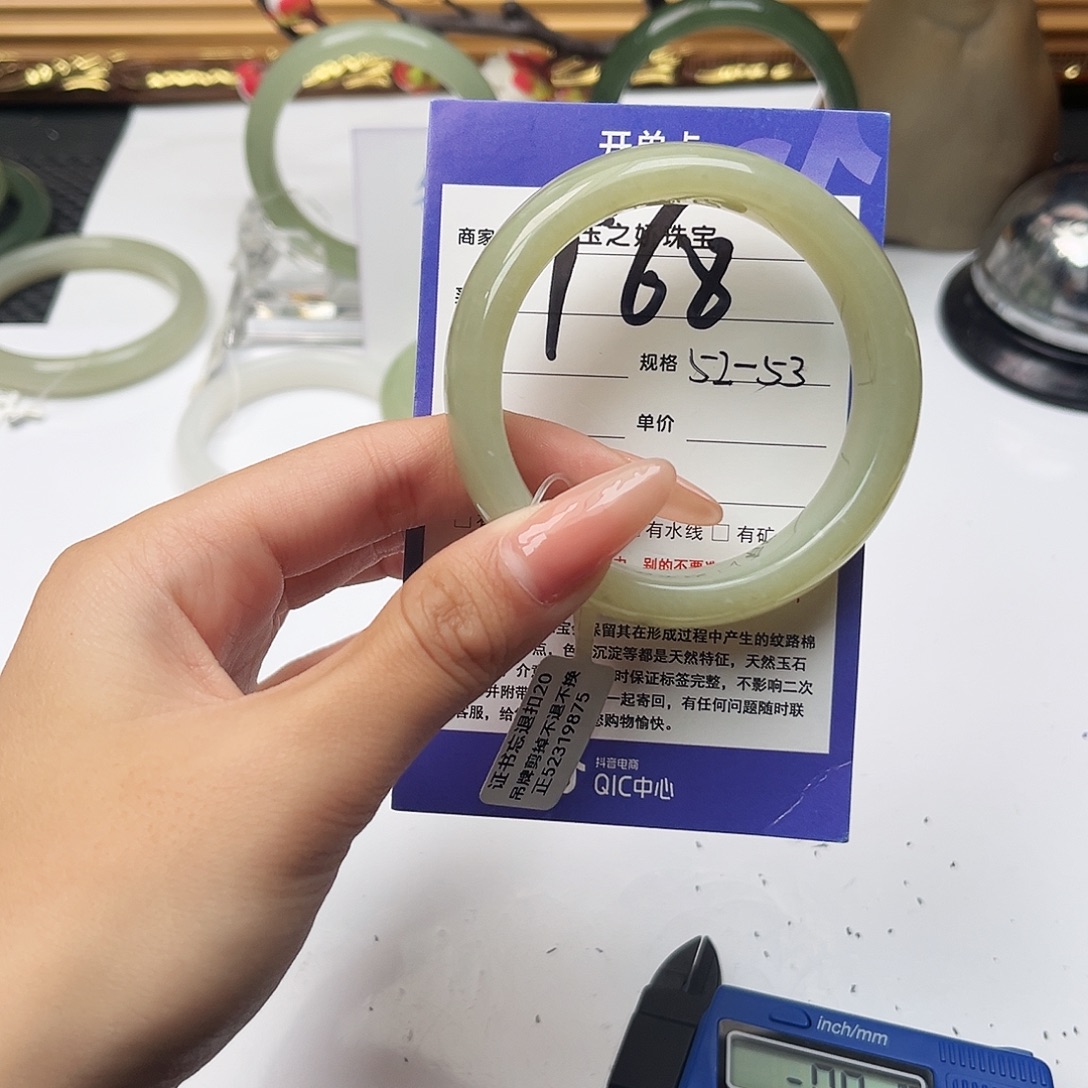 开单卡
商家
玉之妍珠宝
168
规格 52-53
单价
有水线 □ 有矿
别的不要
保留其在形成过程中产生的纹路棉
点，色 沉淀等都是天然特征，天然玉石
时保证标签完整，不影响二次
并附带 一起寄回，有任何问题随时联
客服，给 您购物愉快。
证书忘退扣20
吊牌剪掉不退不换
正52319875
抖音电商
QIC中心
inch/mm